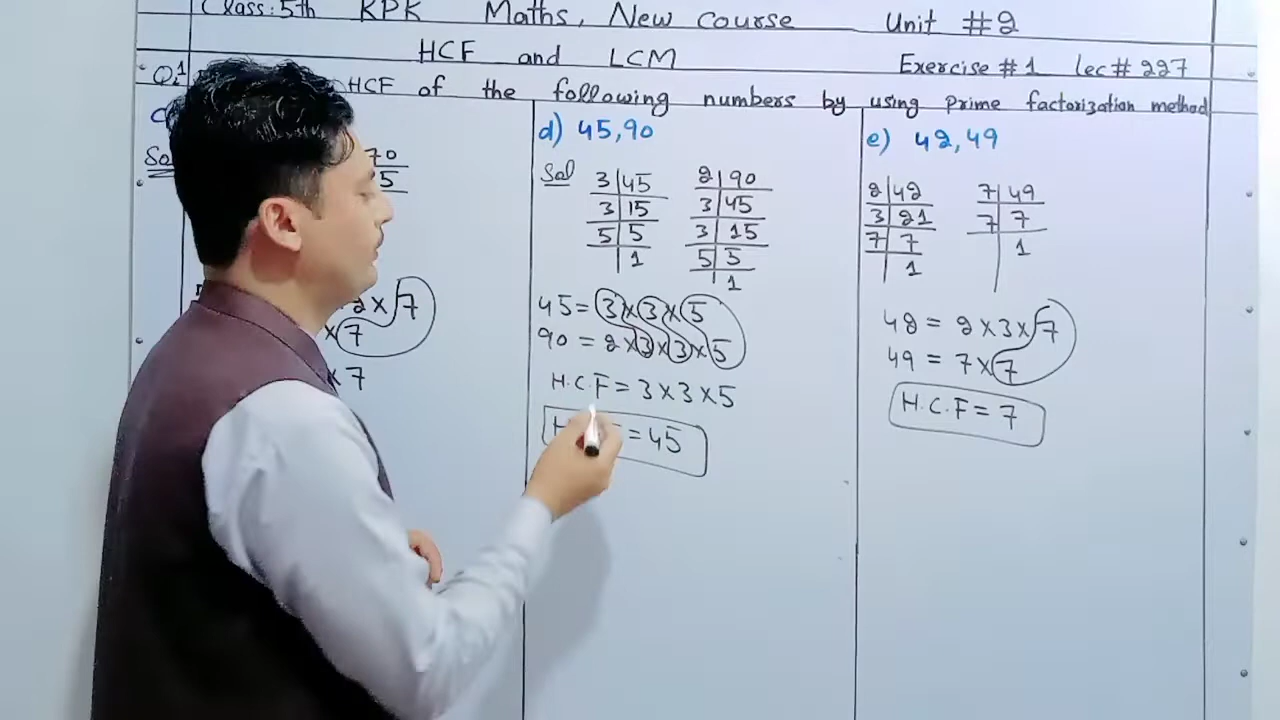 Class: 5th KPK Maths, New course Unit #2
HCF and LCM Exercise #1 lec# 227
Q.1 HCF of the following numbers by using prime factorization method
70
5
2 × 7
× 7
× 7
d) 45,90
Sol
3 45 2 90
3 15 3 45
5 5 3 15
1 5 5
1
45 = 3 × 3 × 5
90 = 2 × 3 × 3 × 5
H.C.F = 3 × 3 × 5
= 45
e) 42,49
2 42 7 49
3 21 7 7
7 7 1
1
42 = 2 × 3 × 7
49 = 7 × 7
H.C.F = 7